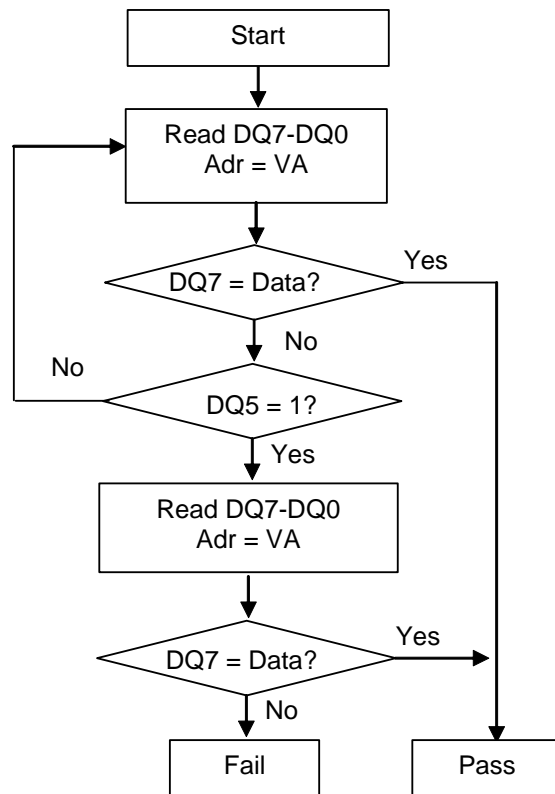 Start
Read DQ7-DQ0
Adr = VA
Yes
DQ7 = Data?
No
No
DQ5 = 1?
Yes
Read DQ7-DQ0
Adr = VA
Yes
DQ7 = Data?
No
Fail
Pass